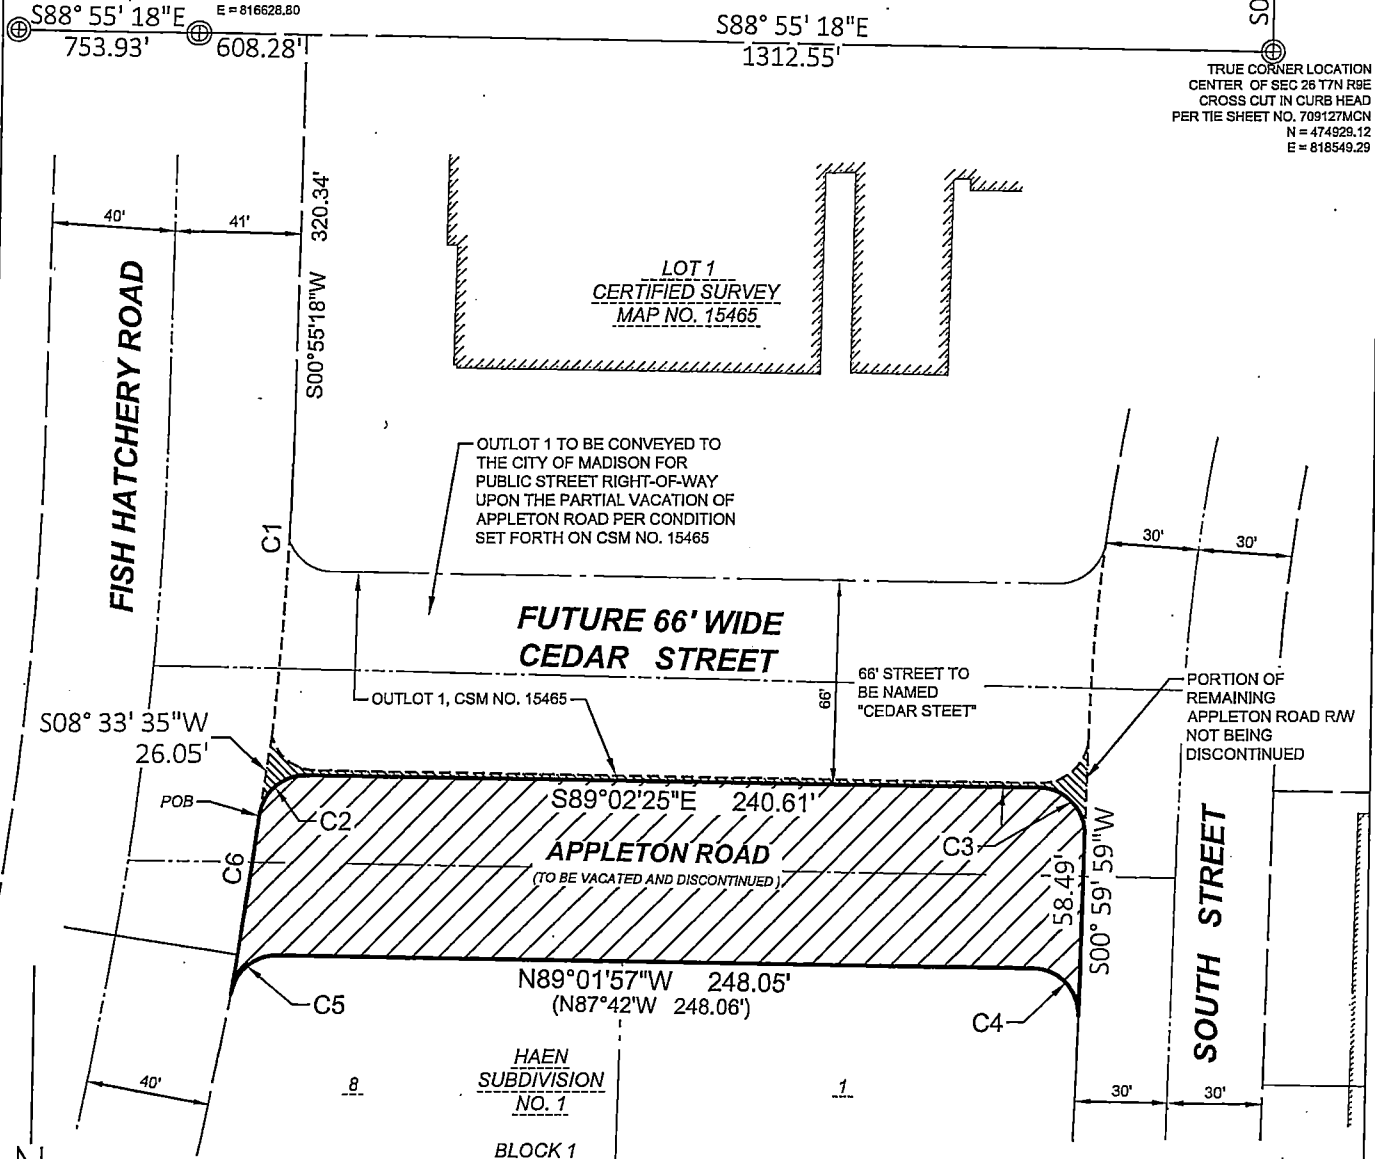 S88° 55' 18"E
E = 816628.80
753.93'
608.28'
S88° 55' 18"E
1312.55'
S0
TRUE CORNER LOCATION
CENTER OF SEC 26 T7N R9E
CROSS CUT IN CURB HEAD
PER TIE SHEET NO. 709127MCN
N = 474929.12
E = 818549.29
40'
41'
S00°55'18"W 320.34'
FISH HATCHERY ROAD
LOT 1
CERTIFIED SURVEY
MAP NO. 15465
OUTLOT 1 TO BE CONVEYED TO
THE CITY OF MADISON FOR
PUBLIC STREET RIGHT-OF-WAY
UPON THE PARTIAL VACATION OF
APPLETON ROAD PER CONDITION
SET FORTH ON CSM NO. 15465
C1
30'
30'
FUTURE 66' WIDE
CEDAR STREET
OUTLOT 1, CSM NO. 15465
66'
66' STREET TO
BE NAMED
"CEDAR STEET"
PORTION OF
REMAINING
APPLETON ROAD R/W
NOT BEING
DISCONTINUED
S08° 33' 35"W
26.05'
POB
C2
S89°02'25"E 240.61'
C3
APPLETON ROAD
(TO BE VACATED AND DISCONTINUED)
C6
58.49'
S00° 59' 59"W
SOUTH STREET
N89°01'57"W 248.05'
(N87°42'W 248.06')
C5
C4
HAEN
SUBDIVISION
NO. 1
BLOCK 1
8
1
40'
30'
30'
N